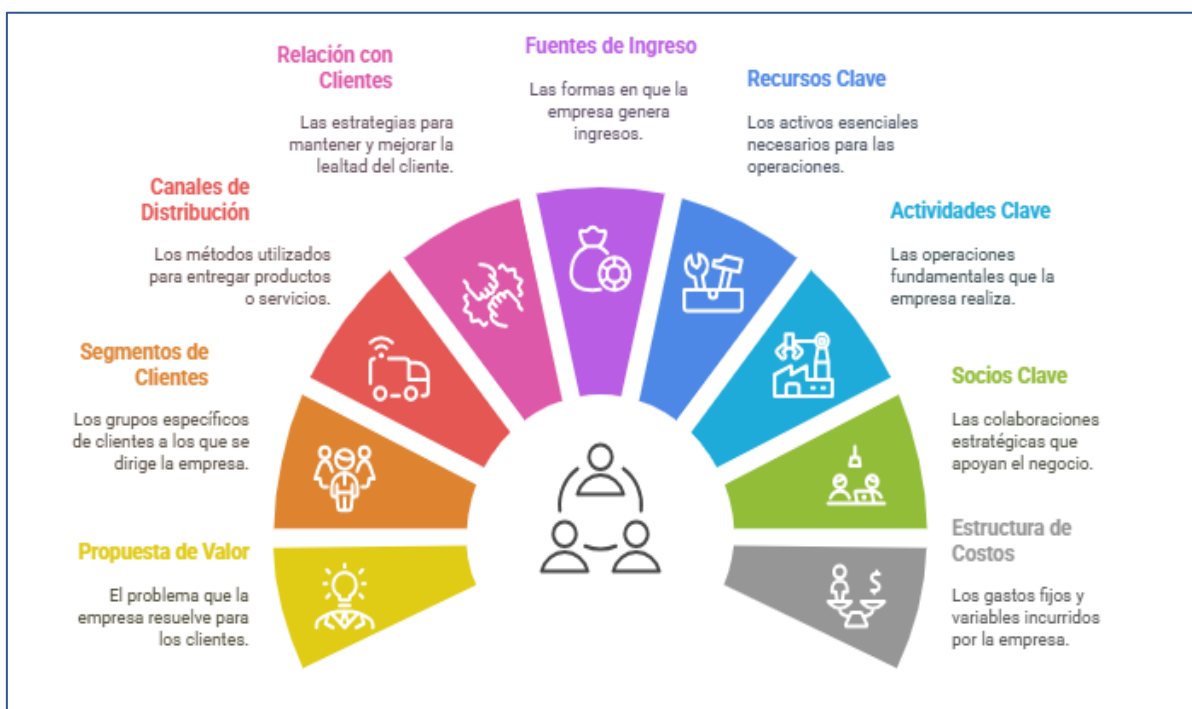 Propuesta de Valor
El problema que la
empresa resuelve para
los clientes.
Segmentos de
Clientes
Los grupos específicos
de clientes a los que se
dirige la empresa.
Canales de
Distribución
Los métodos utilizados
para entregar productos
o servicios.
Relación con
Clientes
Las estrategias para
mantener y mejorar la
lealtad del cliente.
Fuentes de Ingreso
Las formas en que la
empresa genera
ingresos.
Recursos Clave
Los activos esenciales
necesarios para las
operaciones.
Actividades Clave
Las operaciones
fundamentales que la
empresa realiza.
Socios Clave
Las colaboraciones
estratégicas que
apoyan el negocio.
Estructura de
Costos
Los gastos fijos y
variables incurridos
por la empresa.
$